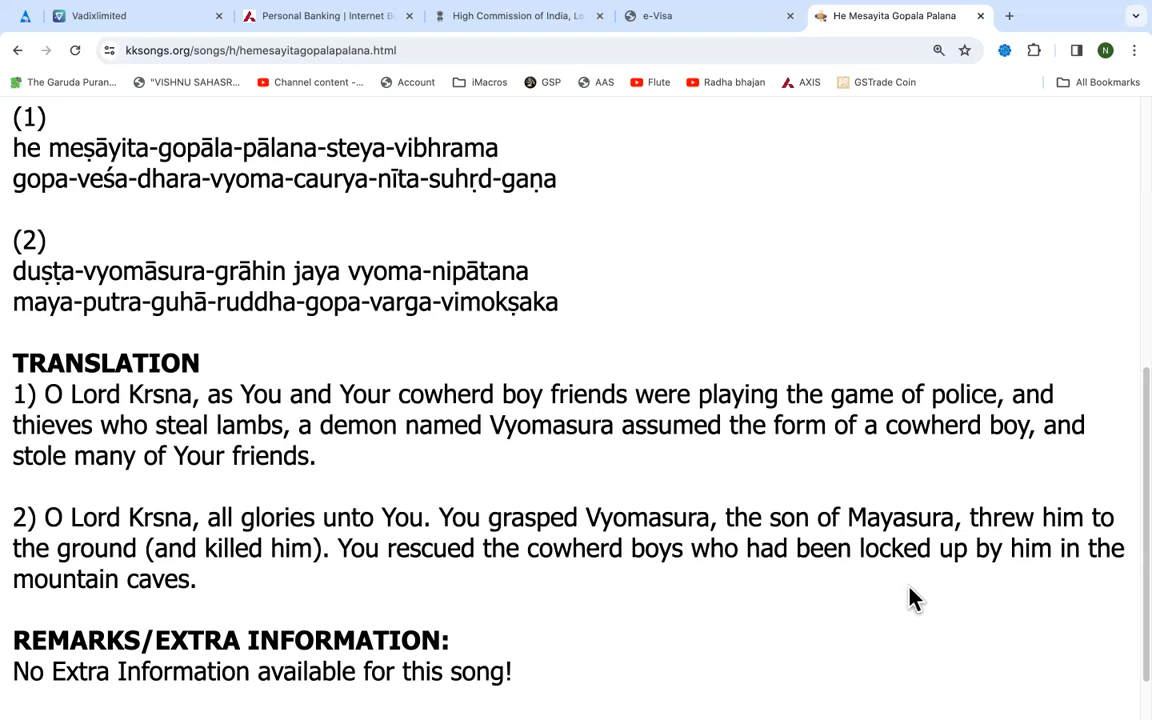 Vadixlimited
Personal Banking | Internet B
High Commission of India, Lo
e-Visa
He Mesayita Gopala Palana
kksongs.org/songs/h/hemesayitagopalapalana.html
N
The Garuda Puran...
"VISHNU SAHASR...
Channel content -...
Account
iMacros
GSP
AAS
Flute
Radha bhajan
AXIS
GSTrade Coin
All Bookmarks
(1)
he meṣāyita-gopāla-pālana-steya-vibhrama
gopa-veśa-dhara-vyoma-caurya-nīta-suhṛd-gaṇa
(2)
duṣṭa-vyomāsura-grāhin jaya vyoma-nipātana
maya-putra-guhā-ruddha-gopa-varga-vimokṣaka
TRANSLATION
1) O Lord Krsna, as You and Your cowherd boy friends were playing the game of police, and
thieves who steal lambs, a demon named Vyomasura assumed the form of a cowherd boy, and
stole many of Your friends.
2) O Lord Krsna, all glories unto You. You grasped Vyomasura, the son of Mayasura, threw him to
the ground (and killed him). You rescued the cowherd boys who had been locked up by him in the
mountain caves.
REMARKS/EXTRA INFORMATION:
No Extra Information available for this song!